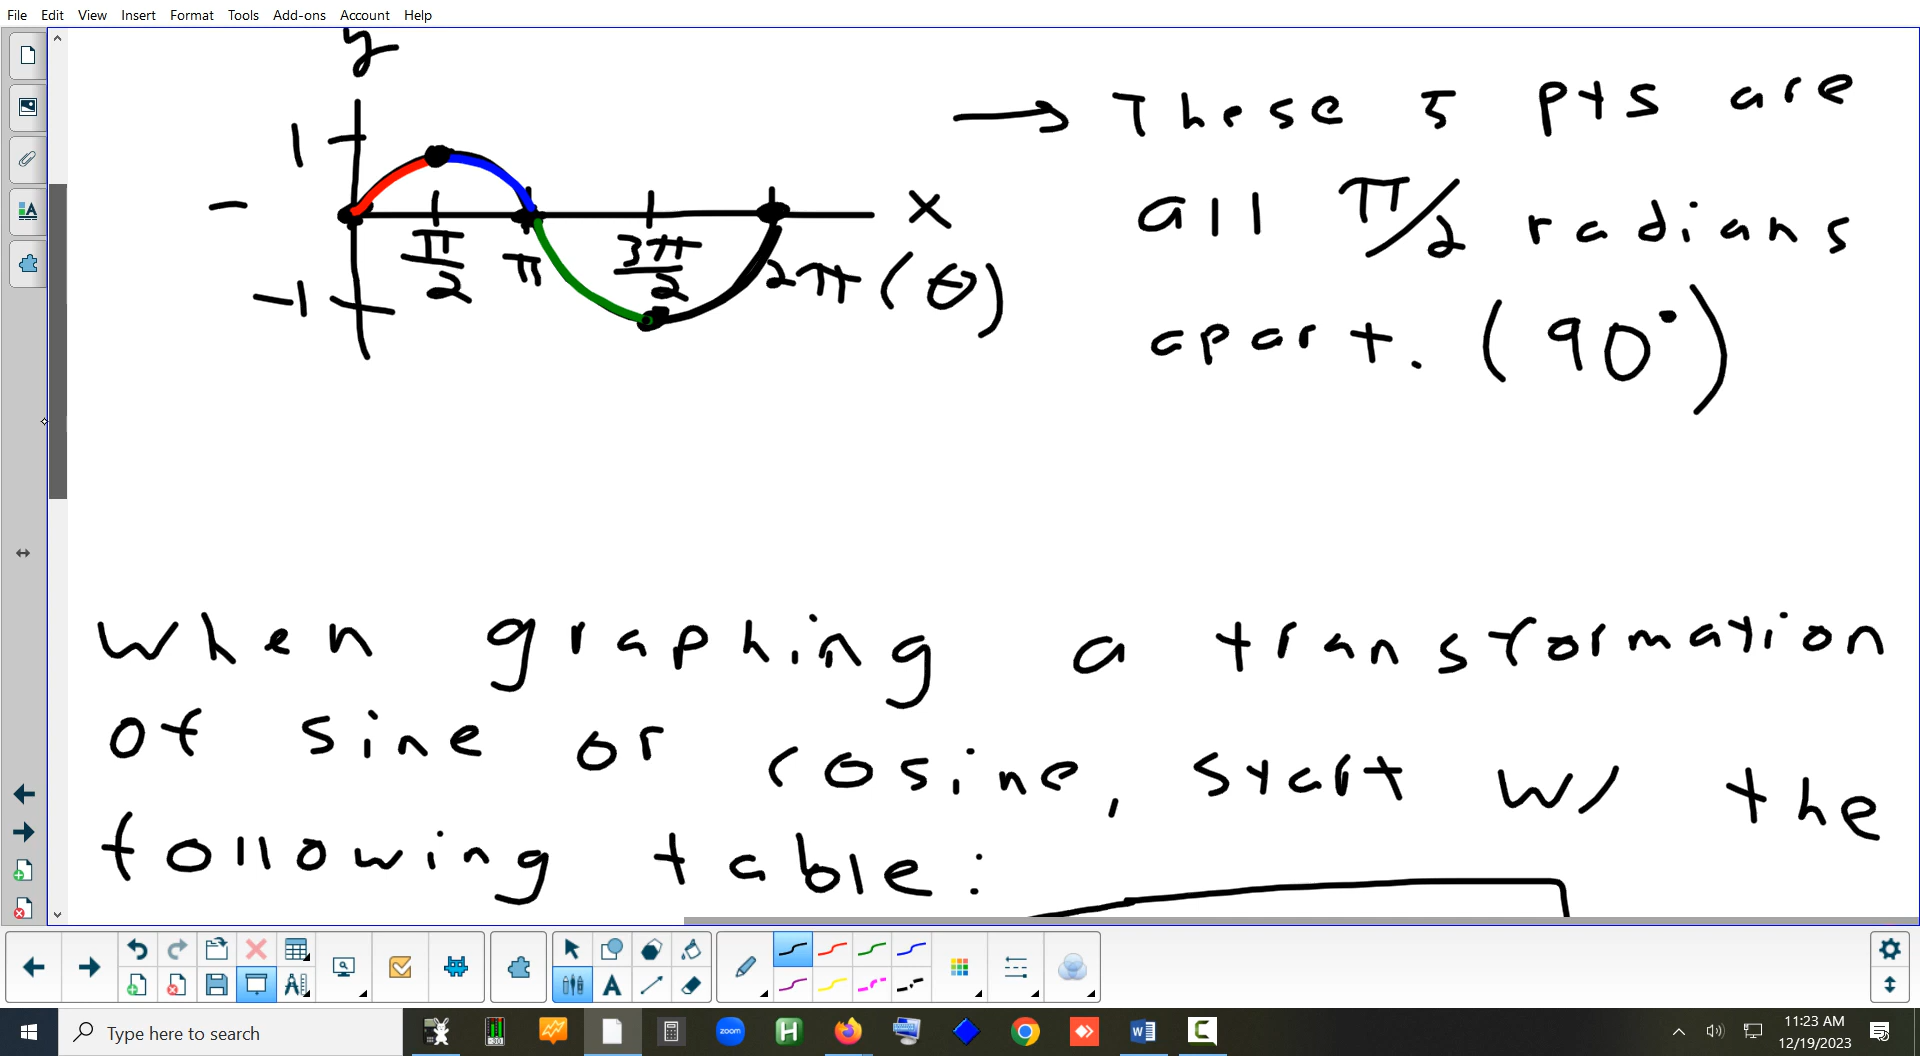 File Edit View Insert Format Tools Add-ons Account Help
y
1
-1
π/2
π
3π/2
2π (θ)
x
→ These 5 pts are
all π/2 radians
apart. (90°)
When graphing a transformation
of sine or cosine, start w/ the
following table:
A
zoom
H
W
C
Type here to search
11:23 AM
12/19/2023